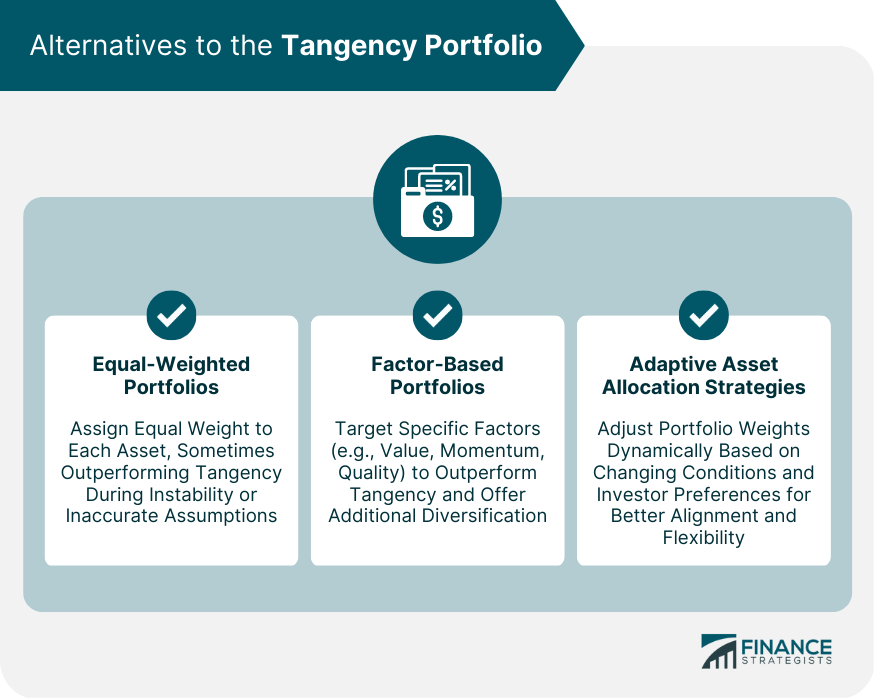 Alternatives to the Tangency Portfolio
%
$
Equal-Weighted
Portfolios
Assign Equal Weight to
Each Asset, Sometimes
Outperforming Tangency
During Instability or
Inaccurate Assumptions
Factor-Based
Portfolios
Target Specific Factors
(e.g., Value, Momentum,
Quality) to Outperform
Tangency and Offer
Additional Diversification
Adaptive Asset
Allocation Strategies
Adjust Portfolio Weights
Dynamically Based on
Changing Conditions and
Investor Preferences for
Better Alignment and
Flexibility
FINANCE
STRATEGISTS